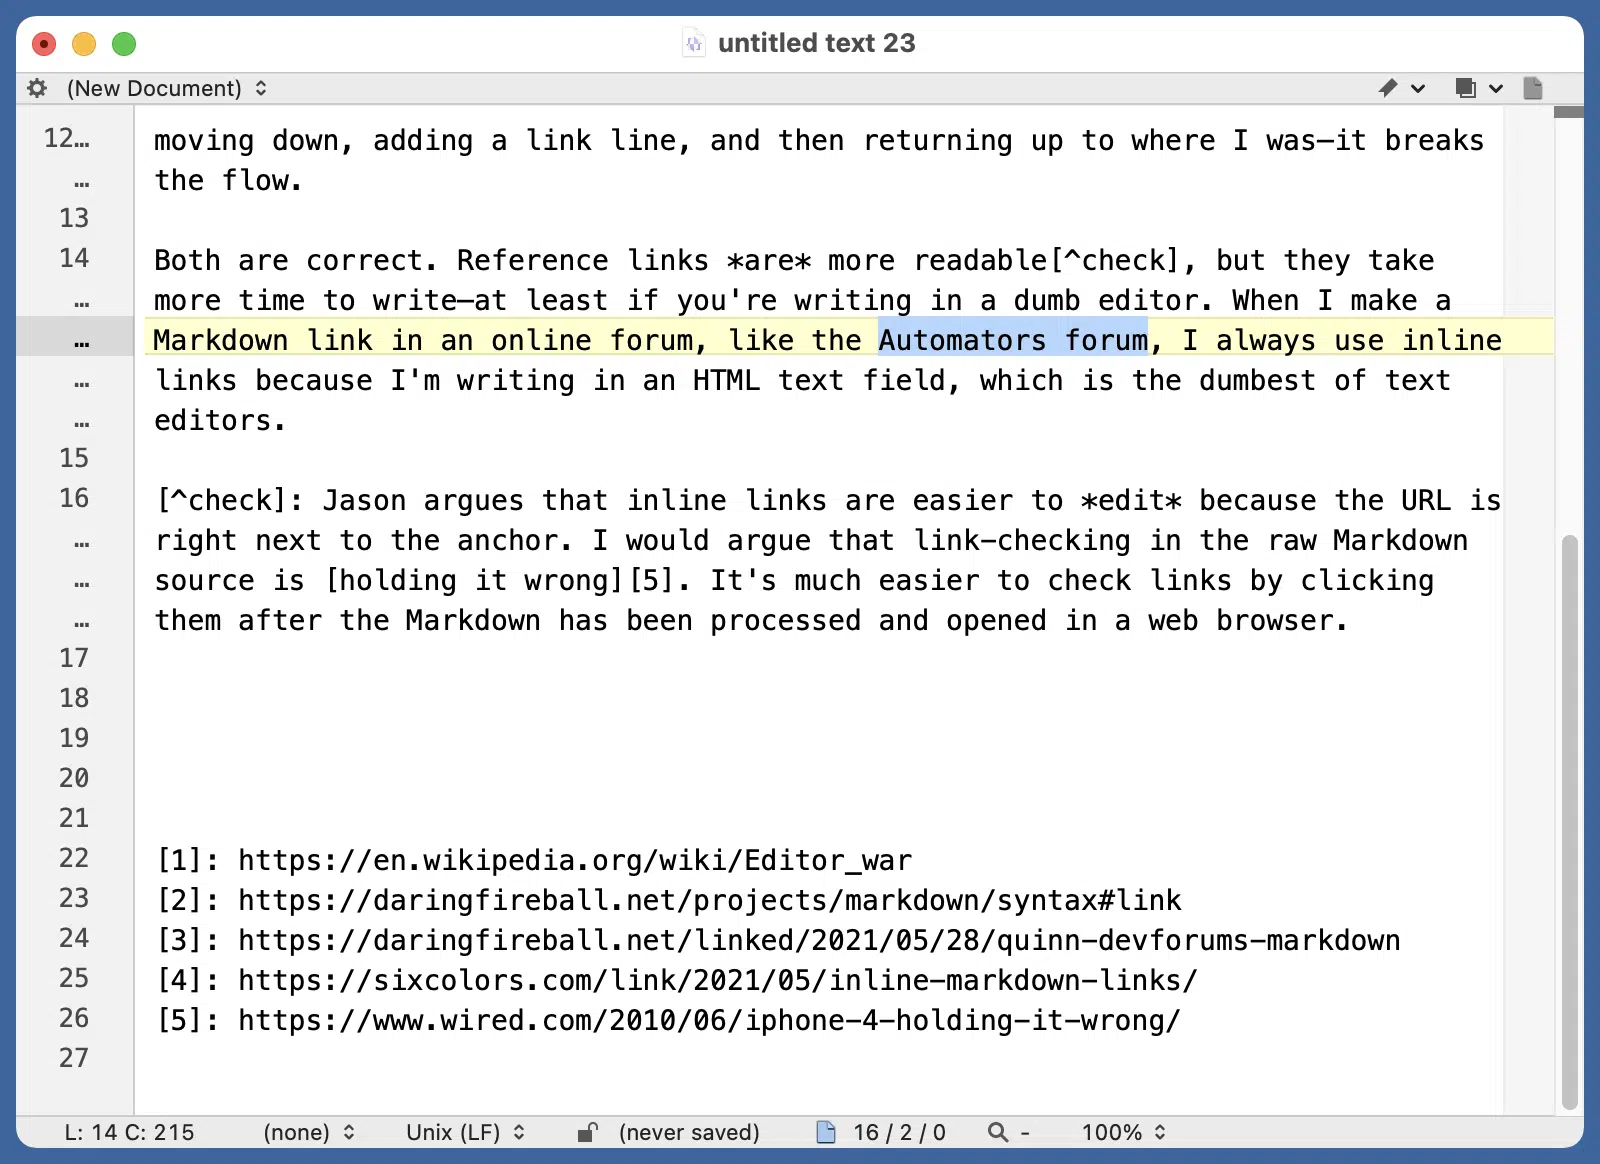 untitled text 23
(New Document)
12… moving down, adding a link line, and then returning up to where I was—it breaks
… the flow.
13
14 Both are correct. Reference links *are* more readable[^check], but they take
… more time to write—at least if you're writing in a dumb editor. When I make a
… Markdown link in an online forum, like the Automators forum, I always use inline
… links because I'm writing in an HTML text field, which is the dumbest of text
… editors.
15
16 [^check]: Jason argues that inline links are easier to *edit* because the URL is
… right next to the anchor. I would argue that link-checking in the raw Markdown
… source is [holding it wrong][5]. It's much easier to check links by clicking
… them after the Markdown has been processed and opened in a web browser.
17
18
19
20
21
22 [1]: https://en.wikipedia.org/wiki/Editor_war
23 [2]: https://daringfireball.net/projects/markdown/syntax#link
24 [3]: https://daringfireball.net/linked/2021/05/28/quinn-devforums-markdown
25 [4]: https://sixcolors.com/link/2021/05/inline-markdown-links/
26 [5]: https://www.wired.com/2010/06/iphone-4-holding-it-wrong/
27
L: 14 C: 215 (none) Unix (LF) (never saved) 16 / 2 / 0 - 100%